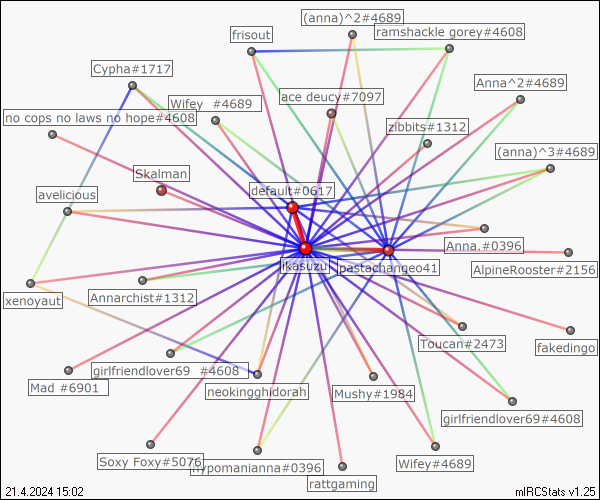 (anna)^2#4689
frisout
ramshackle gorey#4608
Cypha#1717
Anna^2#4689
Wifey #4689
ace deucy#7097
no cops no laws no hope#4608
zibbits#1312
(anna)^3#4689
Skalman
default#0617
avelicious
Anna,#0396
ikasuzu
pastachangeo41
AlpineRooster#2156
xenoyaut
Annarchist#1312
Toucan#2473
fakedingo
girlfriendlover69 #4608
Mad #6901
neokingghidorah
Mushy#1984
girlfriendlover69#4608
Soxy Foxy#5076
hypomanianna#0396
Wifey#4689
rattgaming
21.4.2024 15:02
mIRCStats v1.25